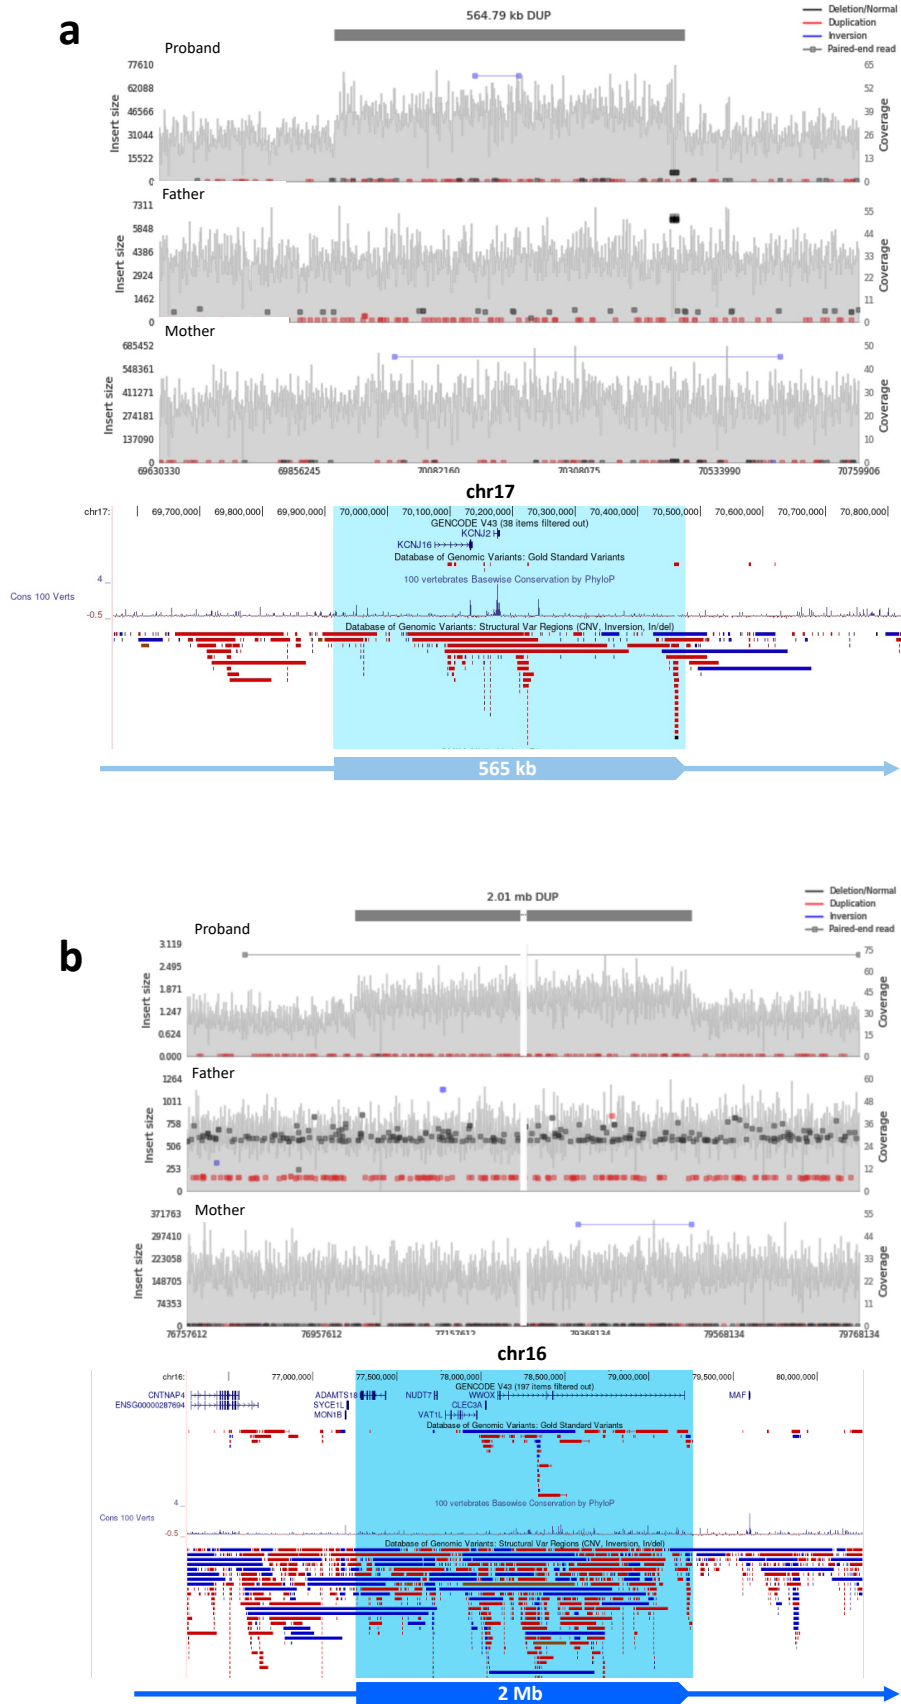 a
564.79 kb DUP
Deletion/Normal
Duplication
Inversion
Paired-end read
Proband
Insert size
77610
62088
46566
31044
15522
0
65
52
39
26
13
0
Coverage
Father
Insert size
7311
5848
4386
2924
1462
0
55
44
33
22
11
0
Coverage
Mother
Insert size
685452
548361
411271
274181
137090
0
50
40
30
20
10
0
Coverage
69630330 69856245 70082160 70308075 70533990 70759906
chr17
chr17: 69,700,000 69,800,000 69,900,000 70,000,000 70,100,000 70,200,000 70,300,000 70,400,000 70,500,000 70,600,000 70,700,000 70,800,000
GENCODE V43 (38 items filtered out)
KCNJ2
KCNJ16
Database of Genomic Variants: Gold Standard Variants
4
100 vertebrates Basewise Conservation by PhyloP
Cons 100 Verts
-0.5
Database of Genomic Variants: Structural Var Regions (CNV, Inversion, In/del)
565 kb
b
2.01 mb DUP
Deletion/Normal
Duplication
Inversion
Paired-end read
Proband
Insert size
3.119
2.495
1.871
1.247
0.624
0.000
75
60
45
30
15
0
Coverage
Father
Insert size
1264
1011
758
506
253
0
60
48
36
24
12
0
Coverage
Mother
Insert size
371763
297410
223058
148705
74353
0
55
44
33
22
11
0
Coverage
76757612 76957612 77157612 79368134 79568134 79768134
chr16
chr16: 77,000,000 77,500,000 78,000,000 78,500,000 79,000,000 79,500,000 80,000,000
GENCODE V43 (197 items filtered out)
CNTNAP4 ADAMTS18 NUDT7 WWOX MAF
ENSG00000287694 SYCE1L CLEC3A
MON1B VAT1L
Database of Genomic Variants: Gold Standard Variants
4
100 vertebrates Basewise Conservation by PhyloP
Cons 100 Verts
-0.5
Database of Genomic Variants: Structural Var Regions (CNV, Inversion, In/del)
2 Mb